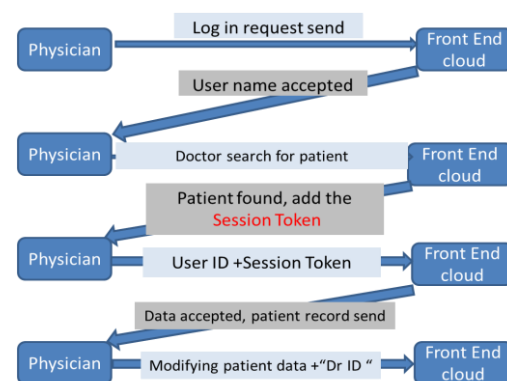 Log in request send
Physician
Front End
cloud
User name accepted
Physician
Doctor search for patient
Front End
cloud
Patient found, add the
Session Token
Physician
User ID +Session Token
Front End
cloud
Data accepted, patient record send
Physician
Modifying patient data +“Dr ID “
Front End
cloud